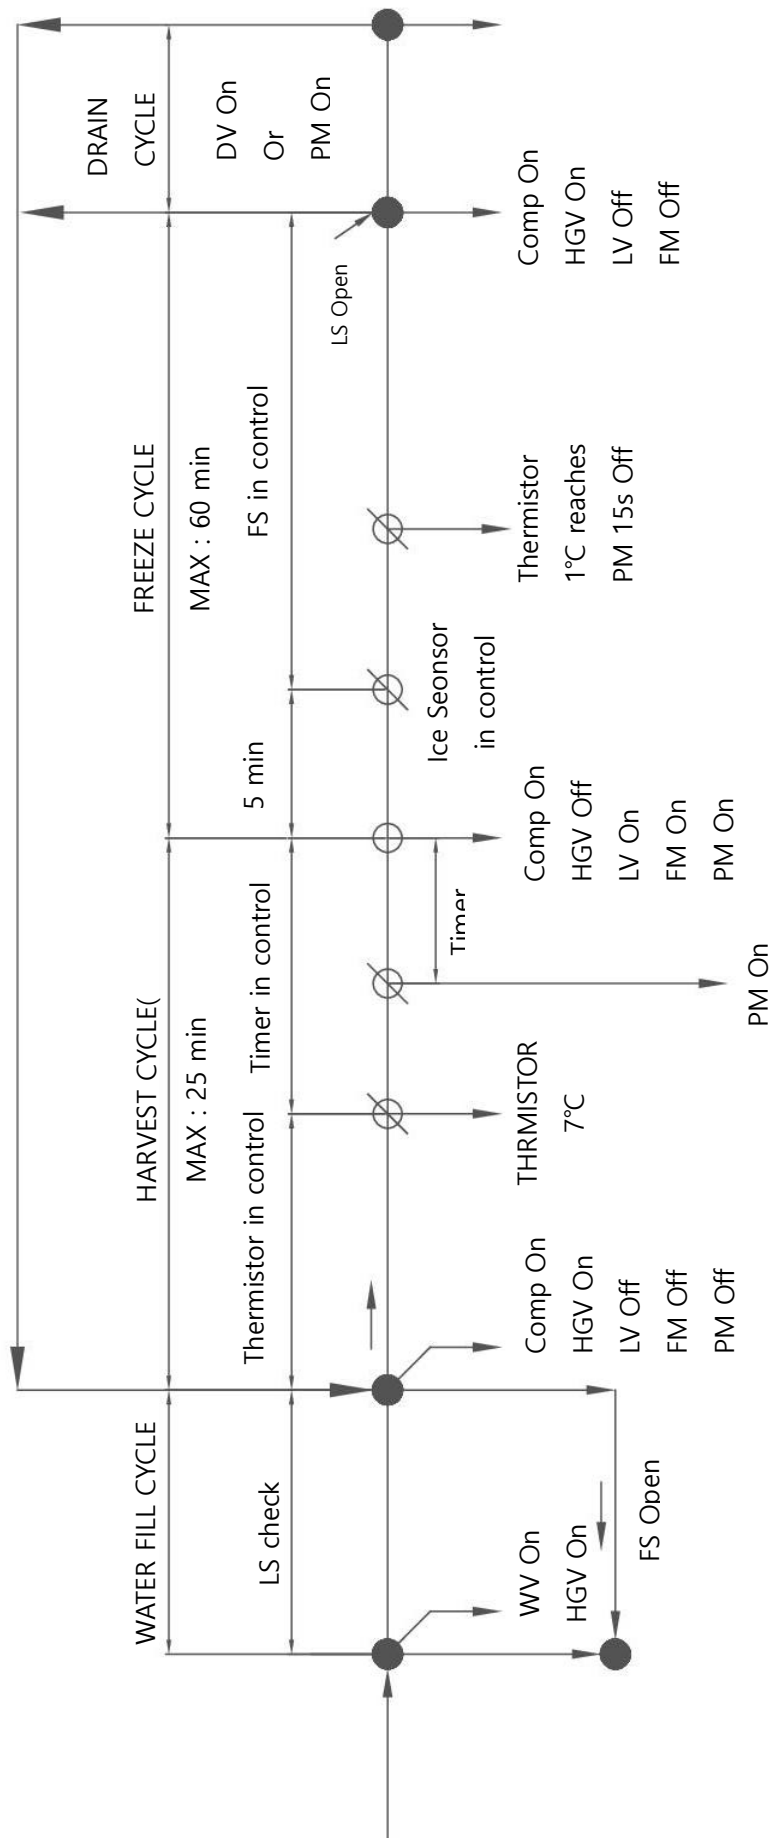 WATER FILL CYCLE
LS check
WV On
HGV On
FS Open
HARVEST CYCLE(
MAX : 25 min
Thermistor in control
Timer in control
Comp On
HGV On
LV Off
FM Off
PM Off
THRMISTOR
7°C
PM On
Timer
Comp On
HGV Off
LV On
FM On
PM On
FREEZE CYCLE
MAX : 60 min
5 min
FS in control
Ice Seonsor
in control
Thermistor
1°C reaches
PM 15s Off
LS Open
DRAIN
CYCLE
DV On
Or
PM On
Comp On
HGV On
LV Off
FM Off